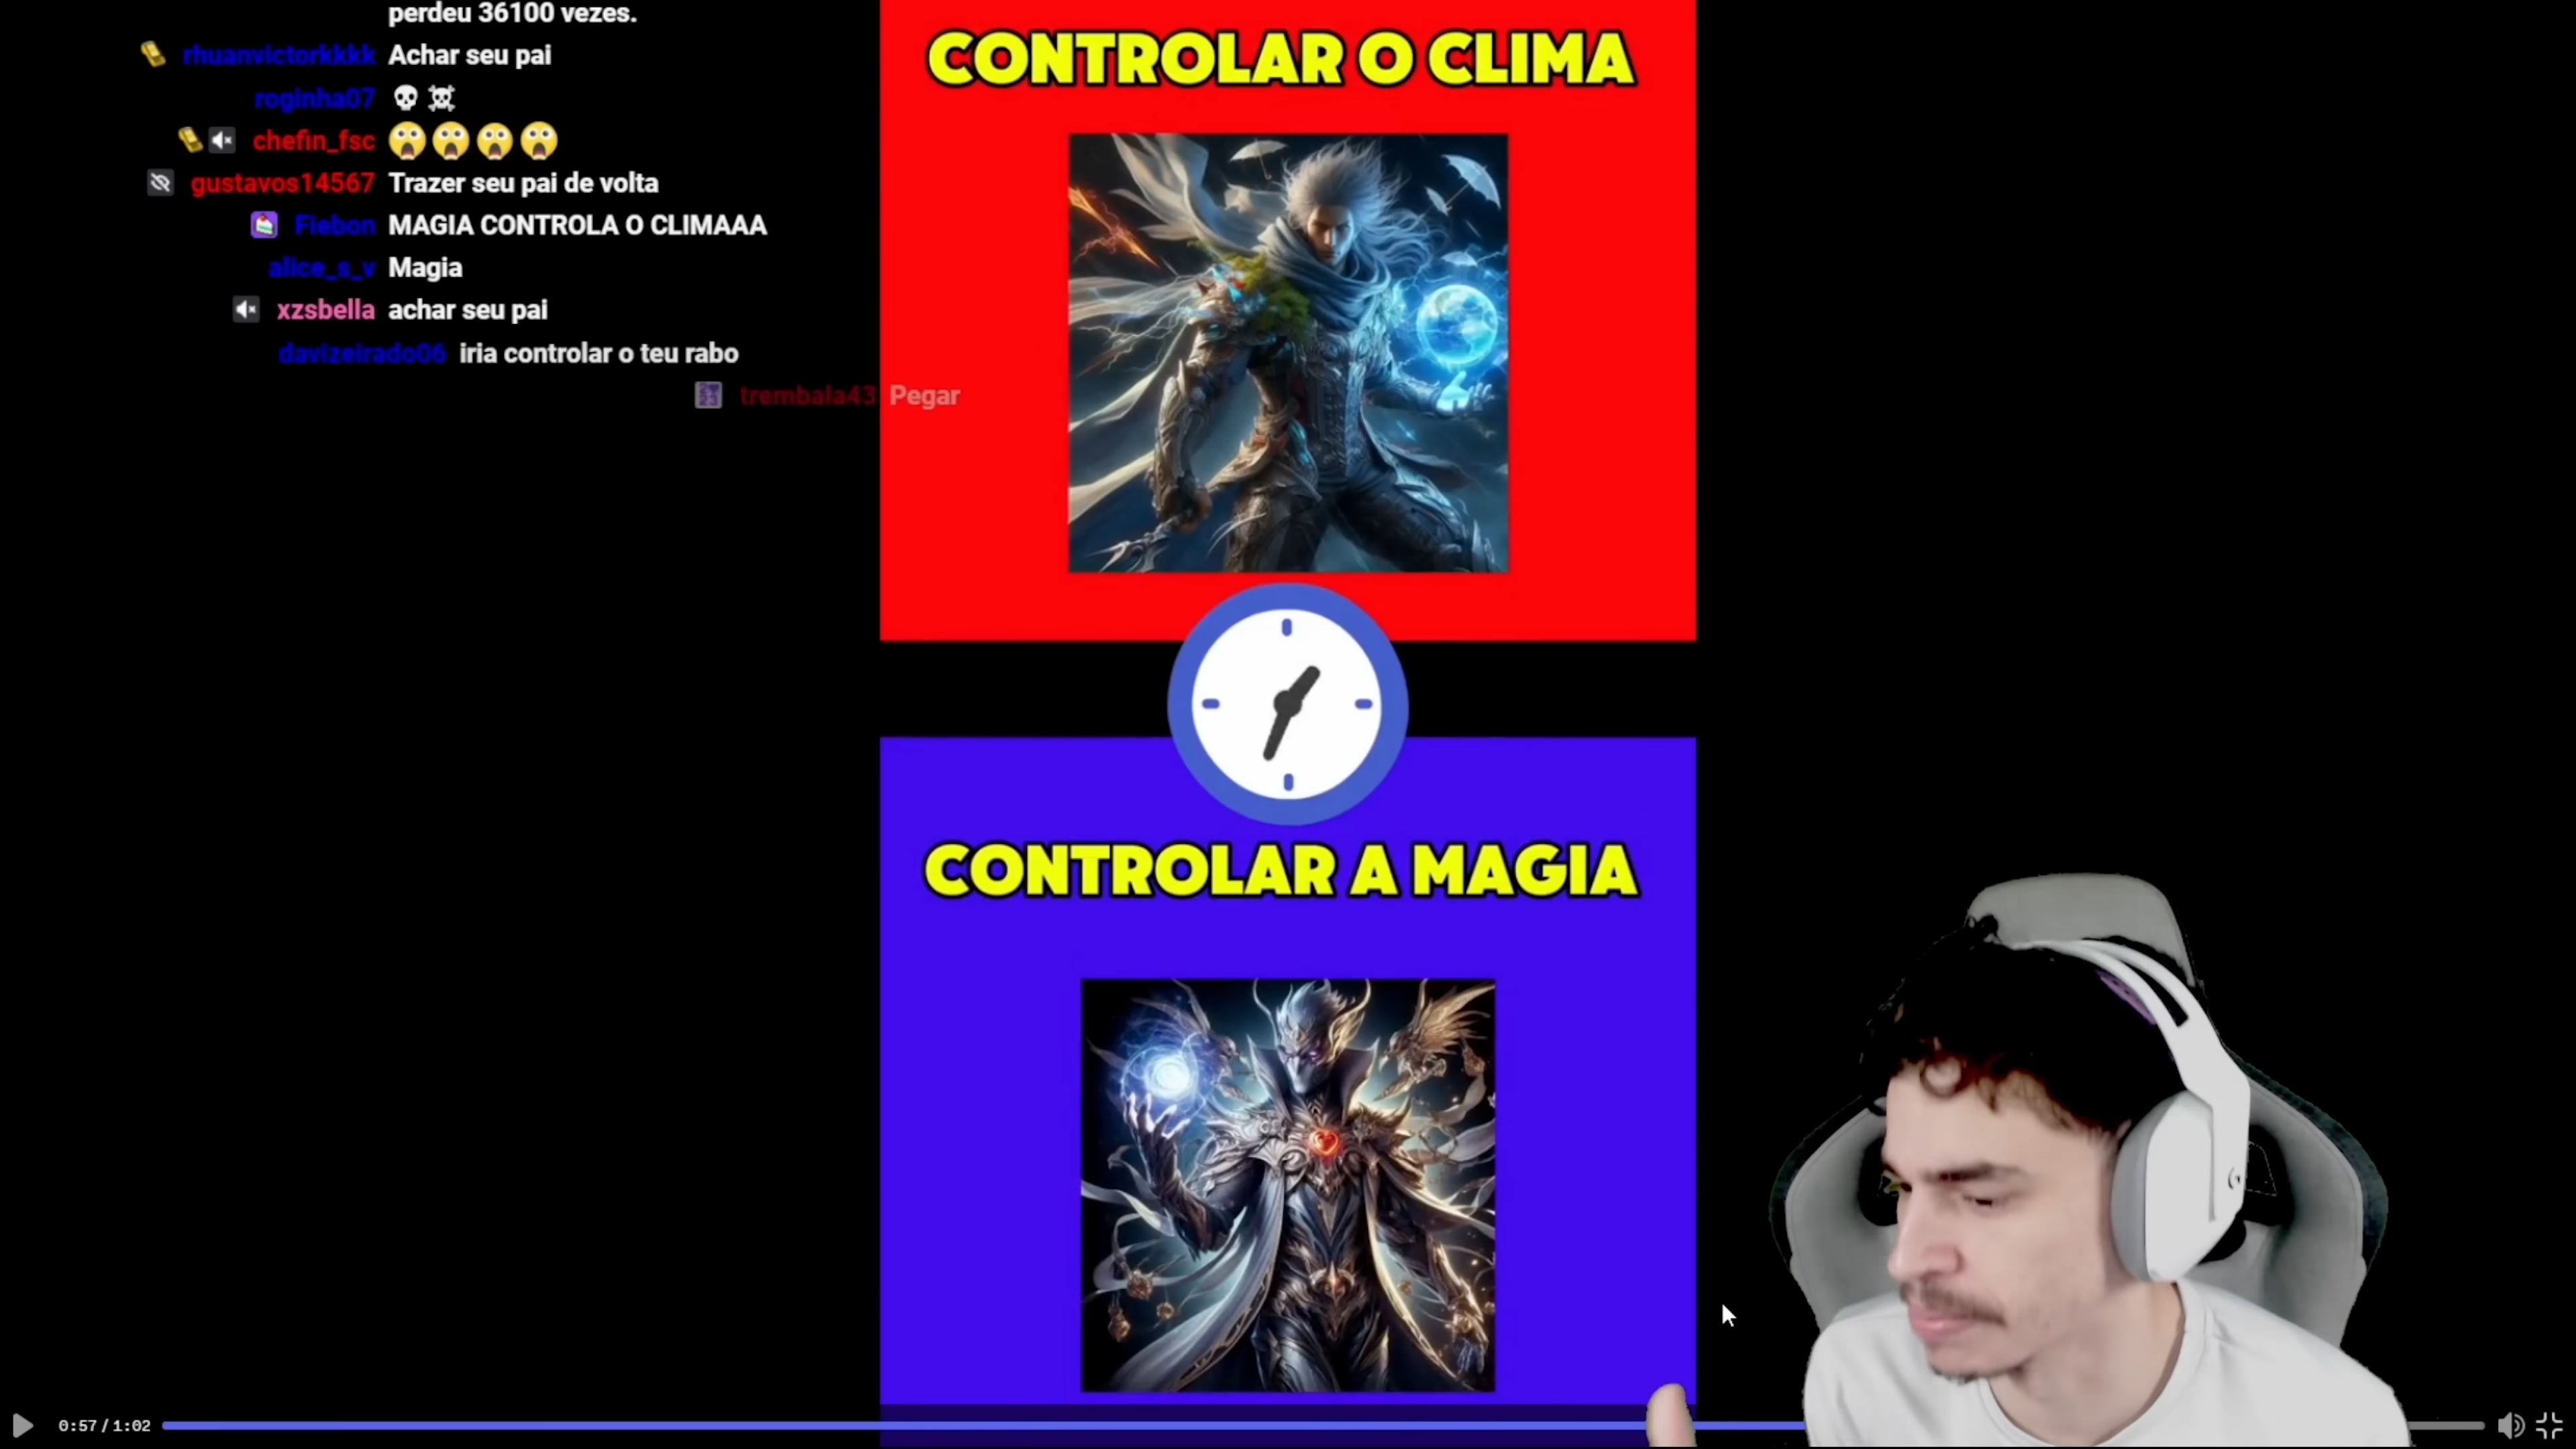 perdeu 36100 vezes.
rhuanvictorkkkk Achar seu pai
roginha07 💀☠️
chefin_fsc 😲😲😲😲
gustavos14567 Trazer seu pai de volta
Fiebon MAGIA CONTROLA O CLIMAAA
alice_s_v Magia
xzsbella achar seu pai
davizeirado06 iria controlar o teu rabo
trembala43 Pegar
CONTROLAR O CLIMA
CONTROLAR A MAGIA
0:57 / 1:02